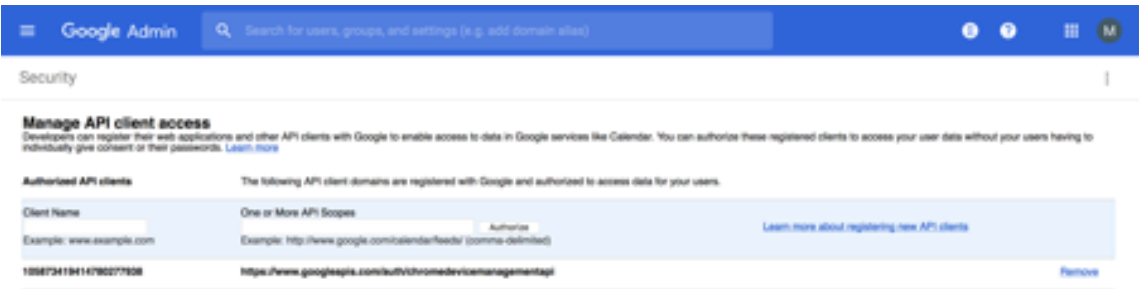 Google Admin
Search for users, groups, and settings (e.g. add domain alias)
M
Security
Manage API client access
Developers can register their web applications and other API clients with Google to enable access to data in Google services like Calendar. You can authorize these registered clients to access your user data without your users having to
individually give consent or their passwords. Learn more
Authorized API clients The following API client domains are registered with Google and authorized to access data for your users.
Client Name One or More API Scopes
Authorize Learn more about registering new API clients
Example: www.example.com Example: http://www.google.com/calendar/feeds/ (comma-delimited)
https://www.googleapis.com/auth/chromedevicemanagementapi Remove